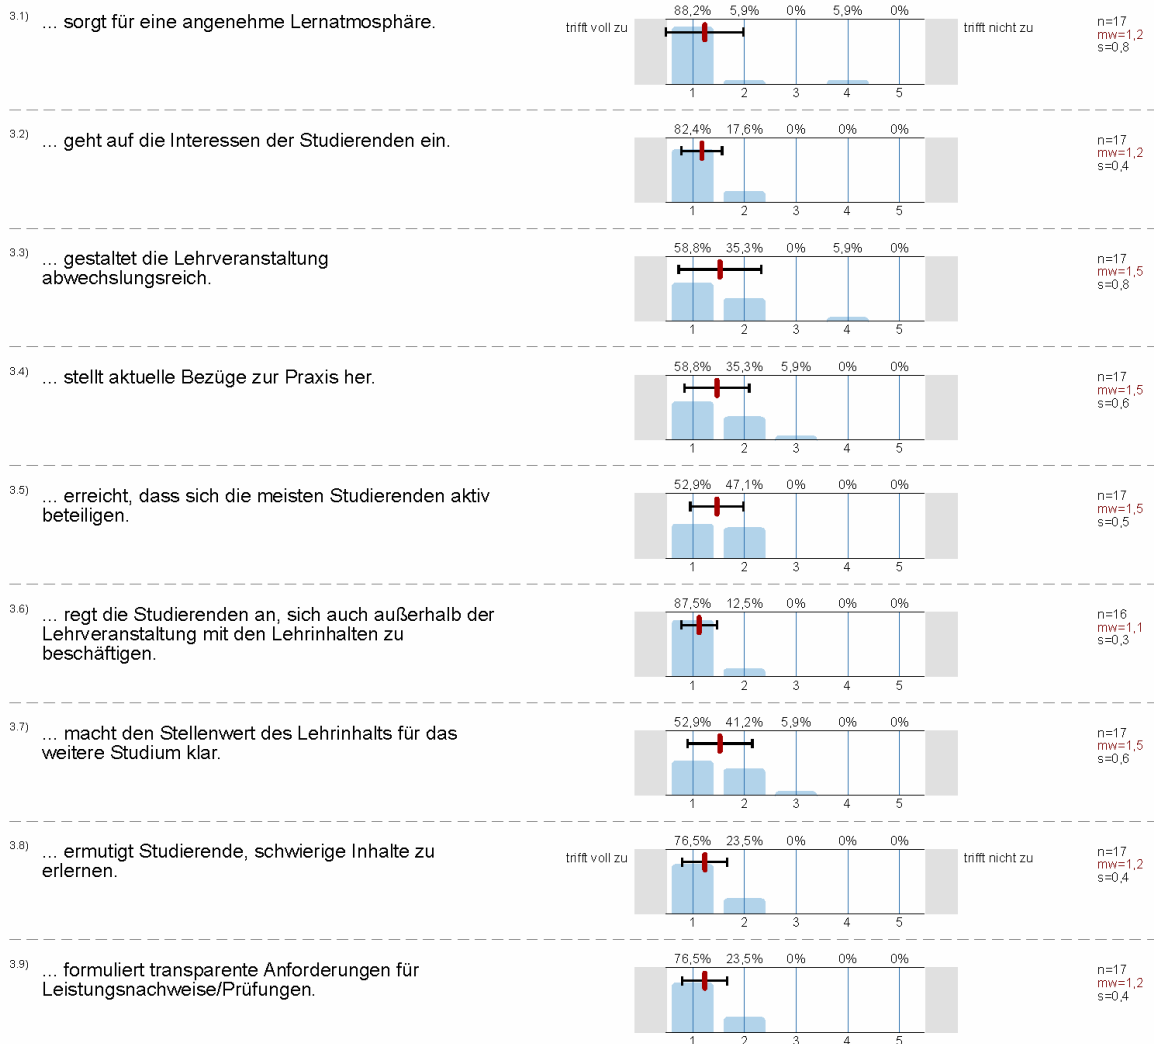 3.1) ... sorgt für eine angenehme Lernatmosphäre.
trifft voll zu
88,2% 5,9% 0% 5,9% 0%
1 2 3 4 5
trifft nicht zu
n=17
mw=1,2
s=0,8
3.2) ... geht auf die Interessen der Studierenden ein.
82,4% 17,6% 0% 0% 0%
1 2 3 4 5
n=17
mw=1,2
s=0,4
3.3) ... gestaltet die Lehrveranstaltung
abwechslungsreich.
58,8% 35,3% 0% 5,9% 0%
1 2 3 4 5
n=17
mw=1,5
s=0,8
3.4) ... stellt aktuelle Bezüge zur Praxis her.
58,8% 35,3% 5,9% 0% 0%
1 2 3 4 5
n=17
mw=1,5
s=0,6
3.5) ... erreicht, dass sich die meisten Studierenden aktiv
beteiligen.
52,9% 47,1% 0% 0% 0%
1 2 3 4 5
n=17
mw=1,5
s=0,5
3.6) ... regt die Studierenden an, sich auch außerhalb der
Lehrveranstaltung mit den Lehrinhalten zu
beschäftigen.
87,5% 12,5% 0% 0% 0%
1 2 3 4 5
n=16
mw=1,1
s=0,3
3.7) ... macht den Stellenwert des Lehrinhalts für das
weitere Studium klar.
52,9% 41,2% 5,9% 0% 0%
1 2 3 4 5
n=17
mw=1,5
s=0,6
3.8) ... ermutigt Studierende, schwierige Inhalte zu
erlernen.
trifft voll zu
76,5% 23,5% 0% 0% 0%
1 2 3 4 5
trifft nicht zu
n=17
mw=1,2
s=0,4
3.9) ... formuliert transparente Anforderungen für
Leistungsnachweise/Prüfungen.
76,5% 23,5% 0% 0% 0%
1 2 3 4 5
n=17
mw=1,2
s=0,4